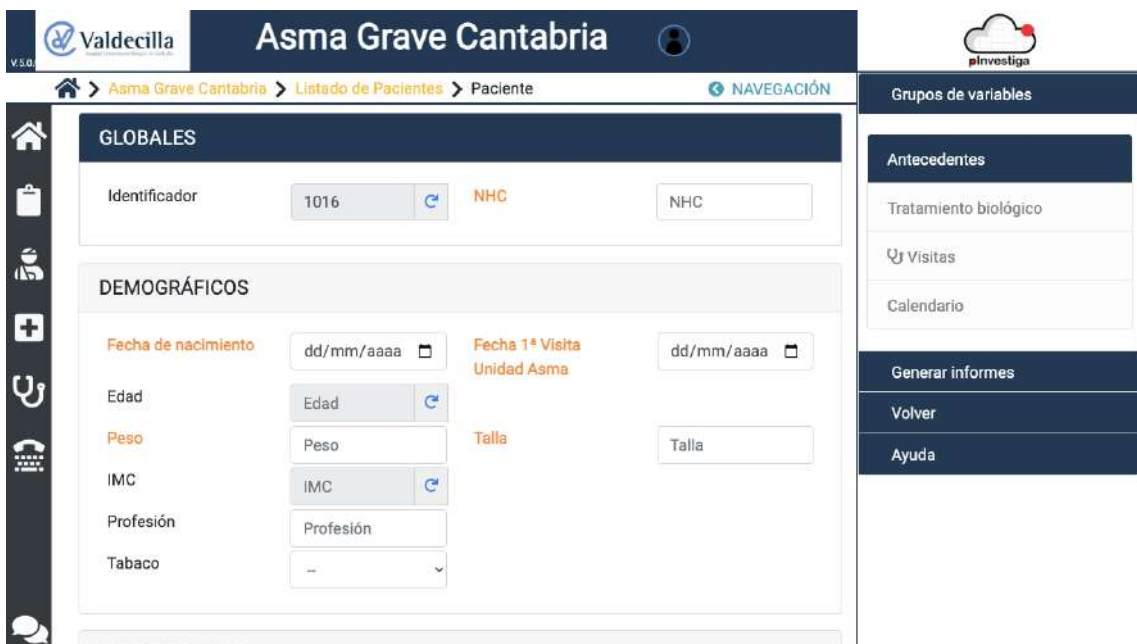 V.5.0.
Valdecilla
Asma Grave Cantabria
pInvestiga
Asma Grave Cantabria
Listado de Pacientes
Paciente
NAVEGACIÓN
GLOBALES
Identificador
1016
NHC
NHC
DEMOGRÁFICOS
Fecha de nacimiento
dd/mm/aaaa
Fecha 1ª Visita
Unidad Asma
dd/mm/aaaa
Edad
Edad
Peso
Peso
Talla
Talla
IMC
IMC
Profesión
Profesión
Tabaco
--
Grupos de variables
Antecedentes
Tratamiento biológico
Visitas
Calendario
Generar informes
Volver
Ayuda